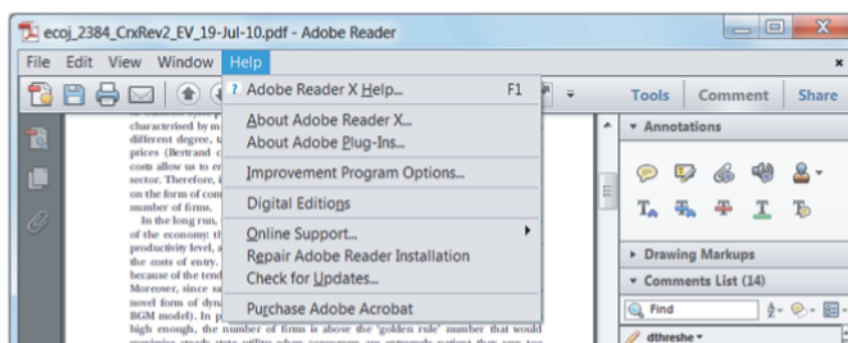 ecoj_2384_CrxRev2_EV_19-Jul-10.pdf - Adobe Reader
File Edit View Window Help
Adobe Reader X Help... F1
About Adobe Reader X...
About Adobe Plug-Ins...
Improvement Program Options...
Digital Editions
Online Support...
Repair Adobe Reader Installation
Check for Updates...
Purchase Adobe Acrobat
Tools Comment Share
Annotations
Drawing Markups
Comments List (14)
Find
dthreshe
characterised by m
different degree, u
prices (Bertrand c
costs allow us to er
sector. Therefore, i
on the form of com
number of firms.
In the long run,
of the economy: th
productivity level, a
the costs of entry.
because of the tend
Moreover, since sa
novel form of dyna
BGM model). In p
high enough, the number of firms is above the 'golden rule' number that would